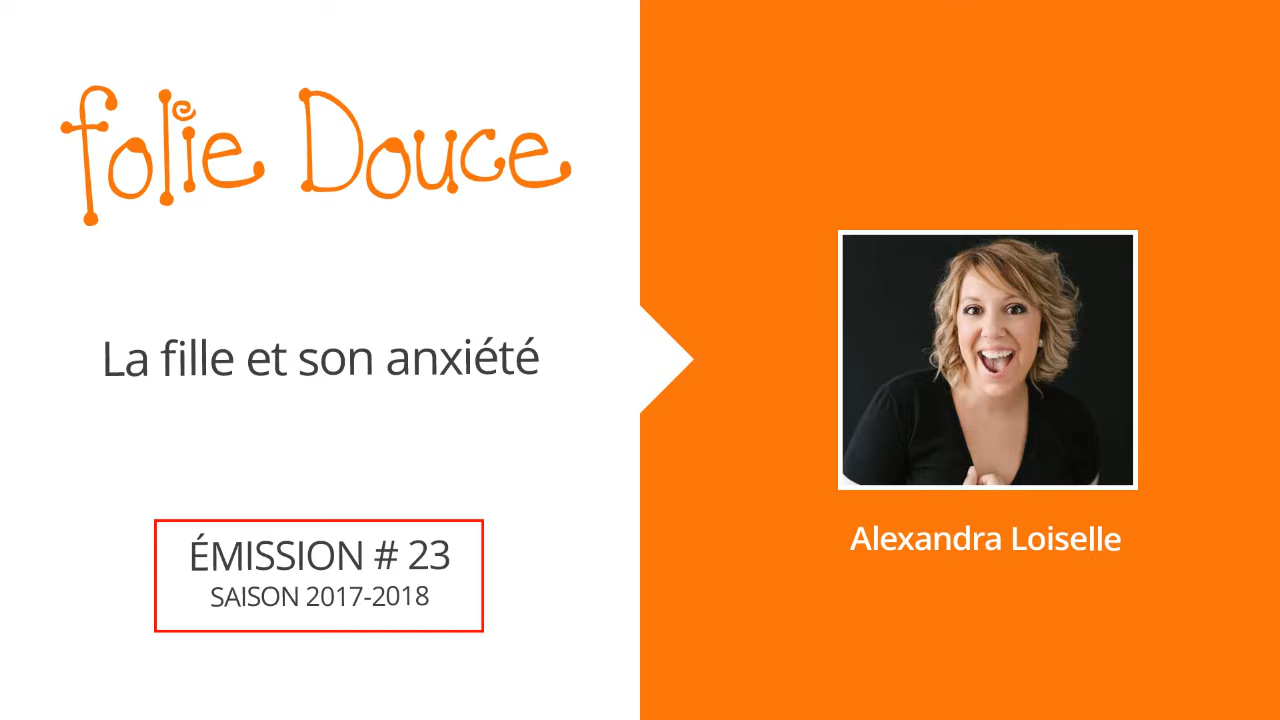 folie Douce
La fille et son anxiété
ÉMISSION # 23
SAISON 2017-2018
Alexandra Loiselle